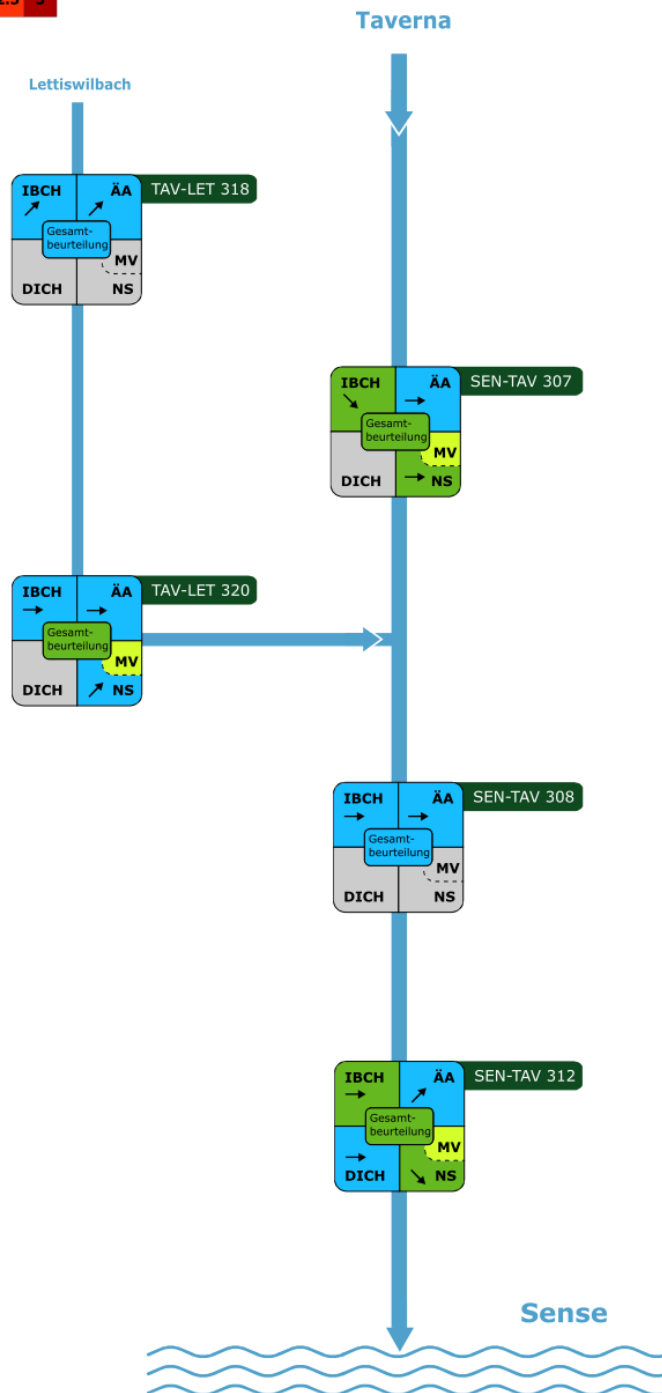 Taverna
Lettiswilbach
IBCH ÄA TAV-LET 318
Gesamt-
beurteilung
MV
DICH NS
IBCH ÄA SEN-TAV 307
Gesamt-
beurteilung
MV
DICH NS
IBCH ÄA TAV-LET 320
Gesamt-
beurteilung
MV
DICH NS
IBCH ÄA SEN-TAV 308
Gesamt-
beurteilung
MV
DICH NS
IBCH ÄA SEN-TAV 312
Gesamt-
beurteilung
MV
DICH NS
Sense